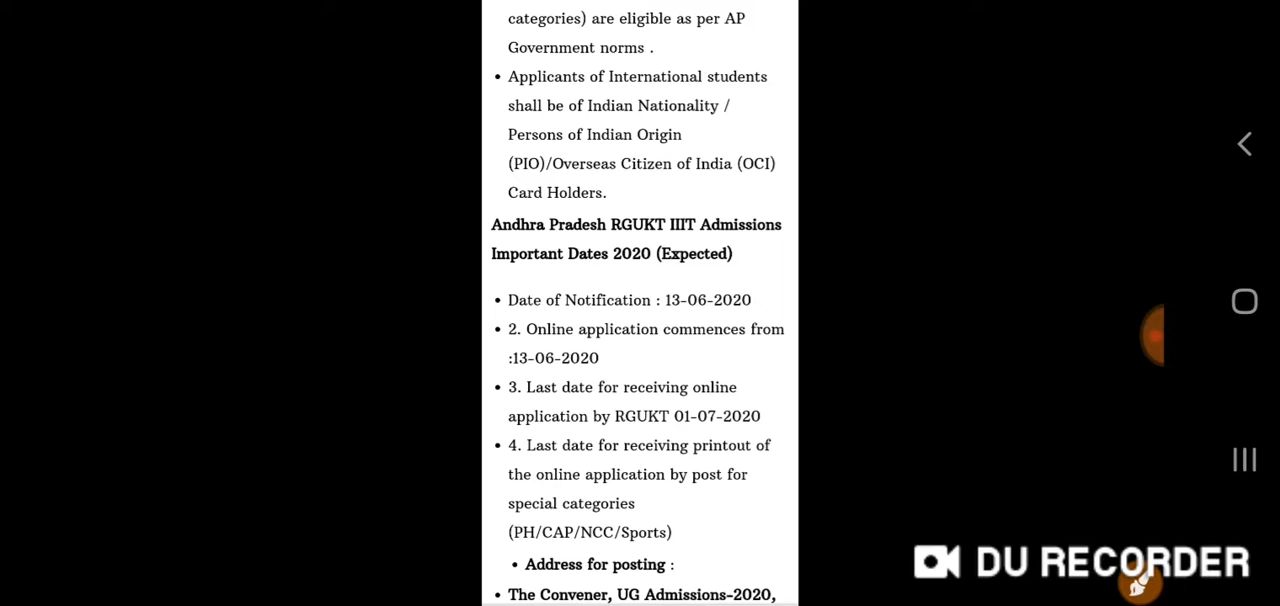 categories) are eligible as per AP
Government norms .
• Applicants of International students
shall be of Indian Nationality /
Persons of Indian Origin
(PIO)/Overseas Citizen of India (OCI)
Card Holders.
Andhra Pradesh RGUKT IIIT Admissions
Important Dates 2020 (Expected)
• Date of Notification : 13-06-2020
• 2. Online application commences from
:13-06-2020
• 3. Last date for receiving online
application by RGUKT 01-07-2020
• 4. Last date for receiving printout of
the online application by post for
special categories
(PH/CAP/NCC/Sports)
• Address for posting :
• The Convener, UG Admissions-2020,
DU RECORDER